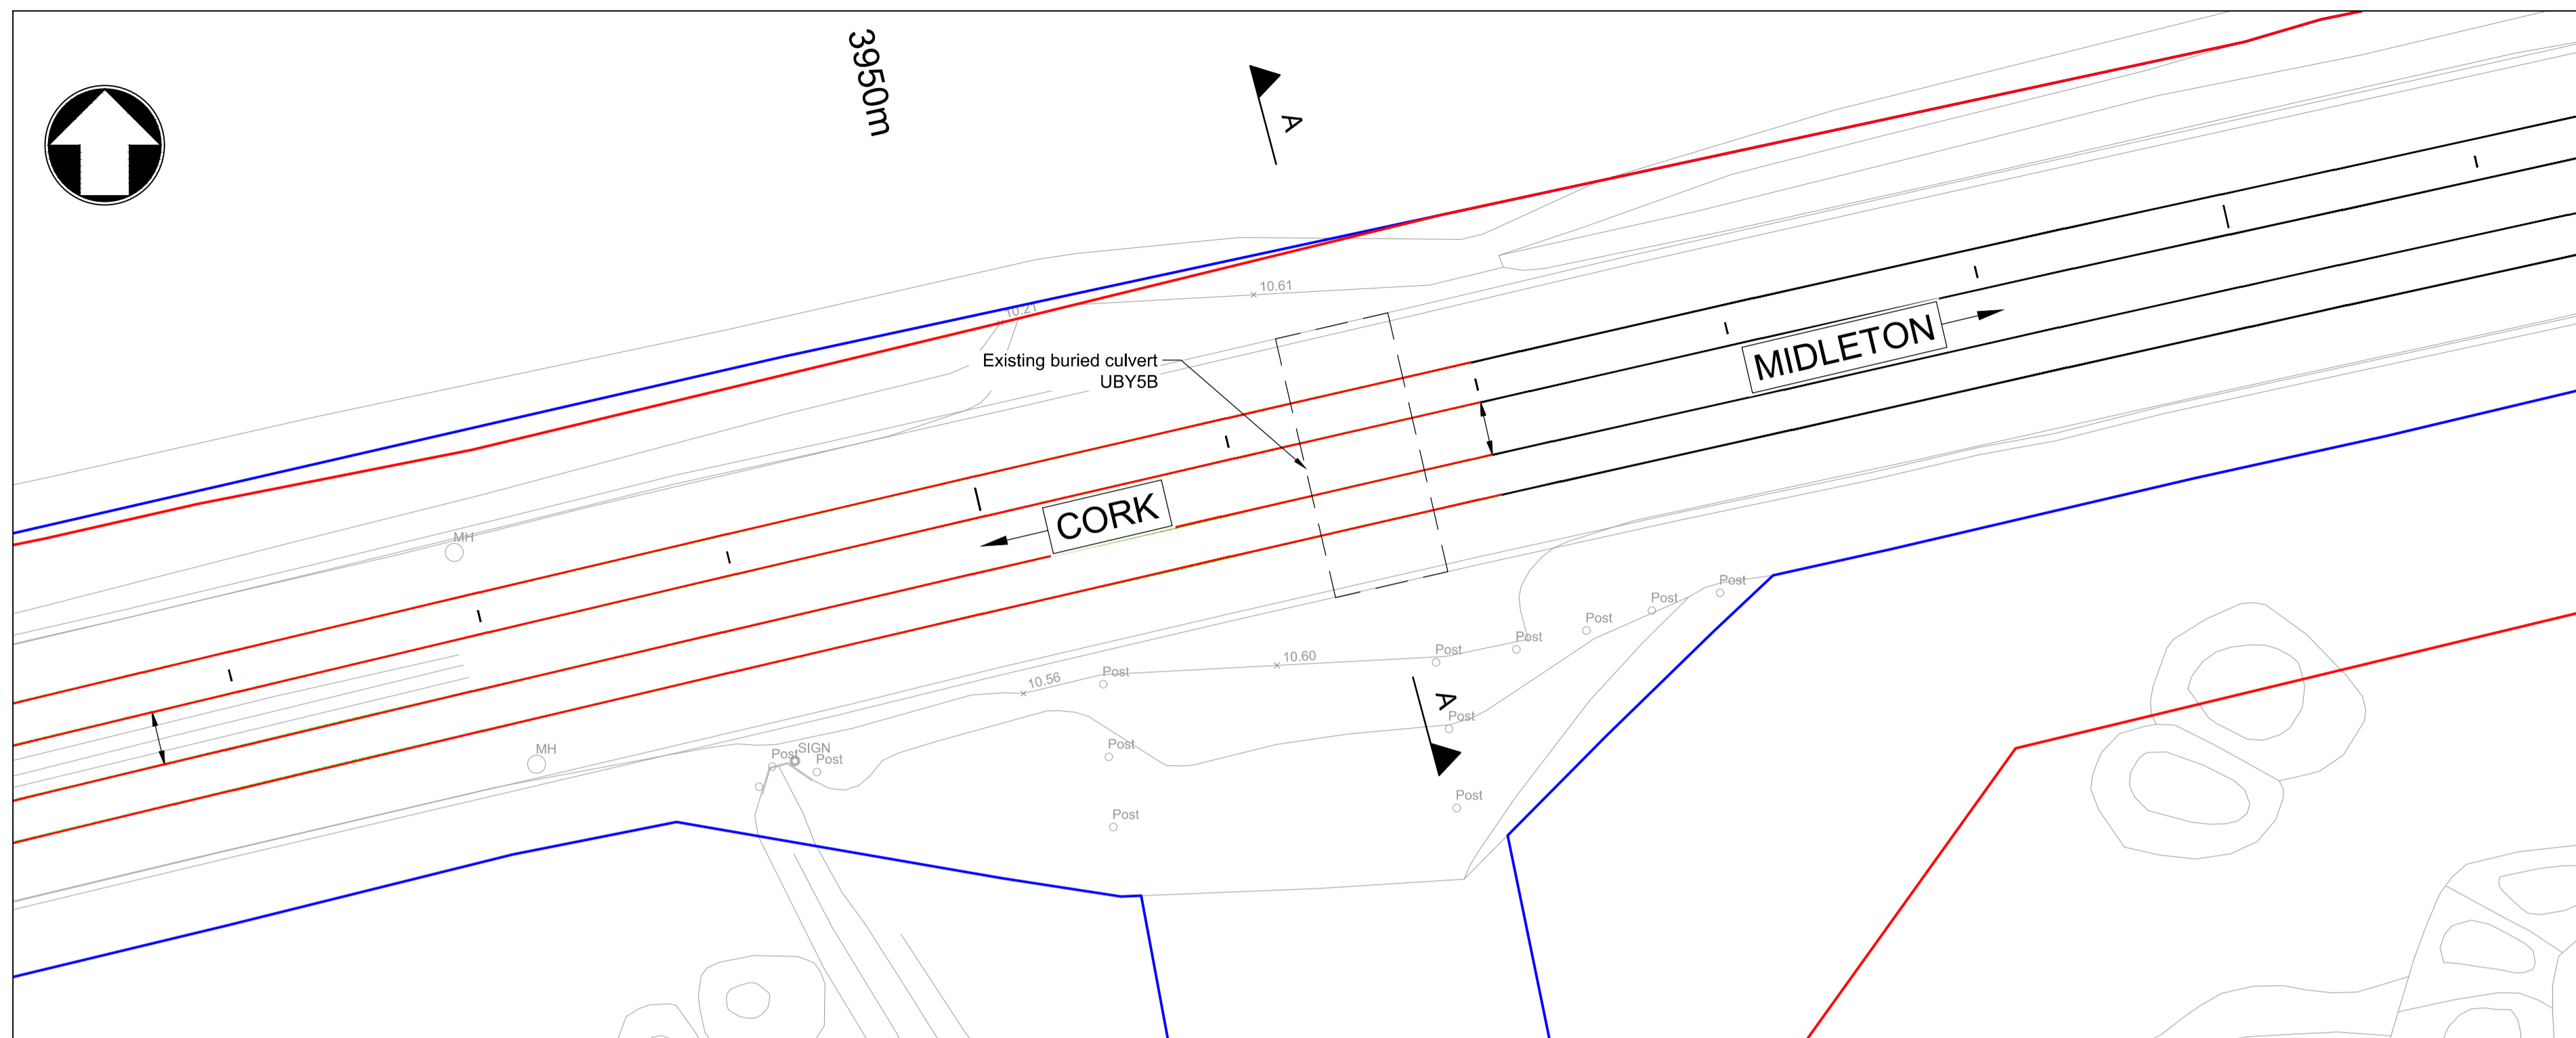 3950m
A
10.61
10.21
Existing buried culvert
UBY5B
MIDLETON
CORK
MH
Post
Post
Post
Post
Post
10.60
10.56
Post
A
Post
MH
SIGN
Post
Post
Post
Post
Post